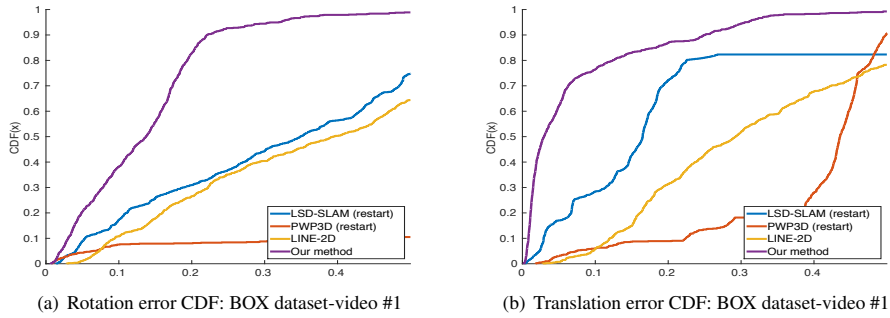 1
0.9
0.8
0.7
0.6
0.5
0.4
0.3
0.2
0.1
0
CDF(x)
0 0.1 0.2 0.3 0.4
LSD-SLAM (restart)
PWP3D (restart)
LINE-2D
Our method
(a) Rotation error CDF: BOX dataset-video #1
1
0.9
0.8
0.7
0.6
0.5
0.4
0.3
0.2
0.1
0
CDF(x)
0 0.1 0.2 0.3 0.4
LSD-SLAM (restart)
PWP3D (restart)
LINE-2D
Our method
(b) Translation error CDF: BOX dataset-video #1